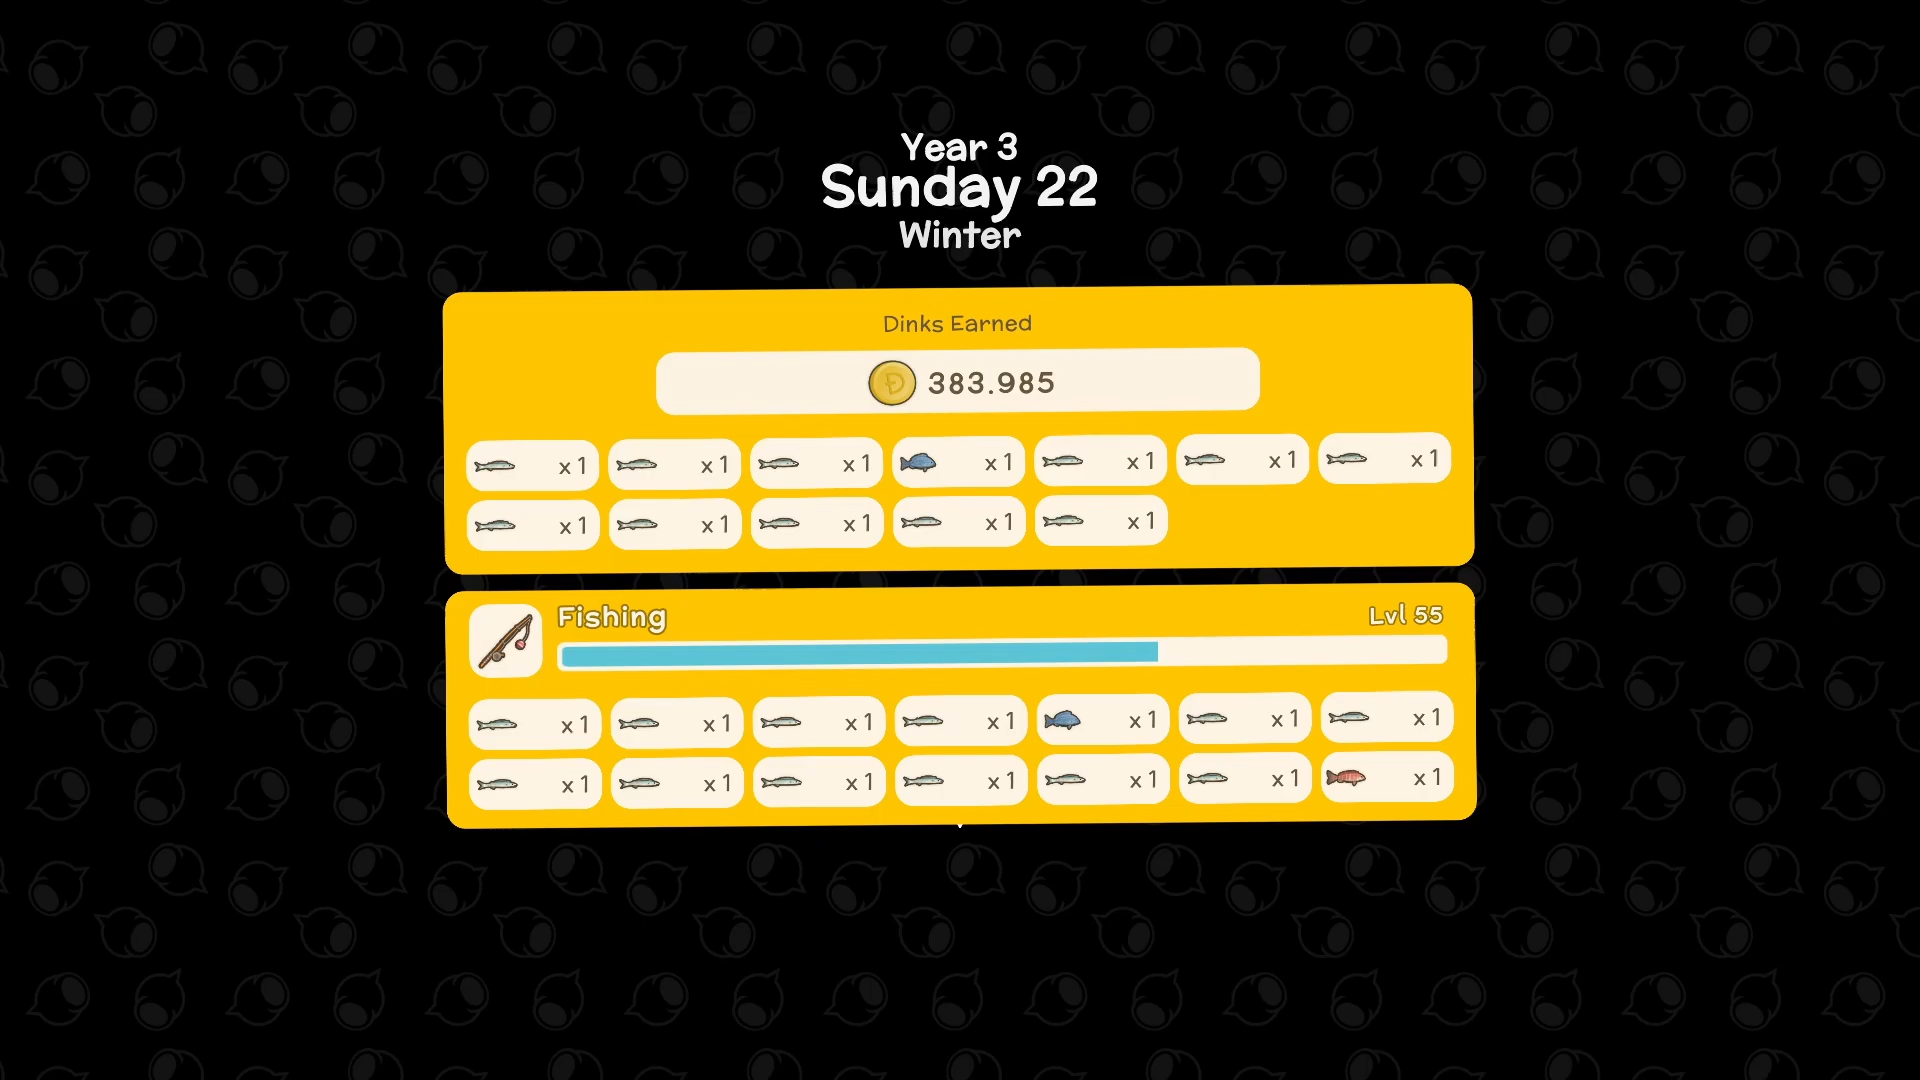 Year 3
Sunday 22
Winter
Dinks Earned
Đ 383.985
x 1 x 1 x 1 x 1 x 1 x 1 x 1
x 1 x 1 x 1 x 1 x 1
Fishing Lvl 55
x 1 x 1 x 1 x 1 x 1 x 1 x 1
x 1 x 1 x 1 x 1 x 1 x 1 x 1